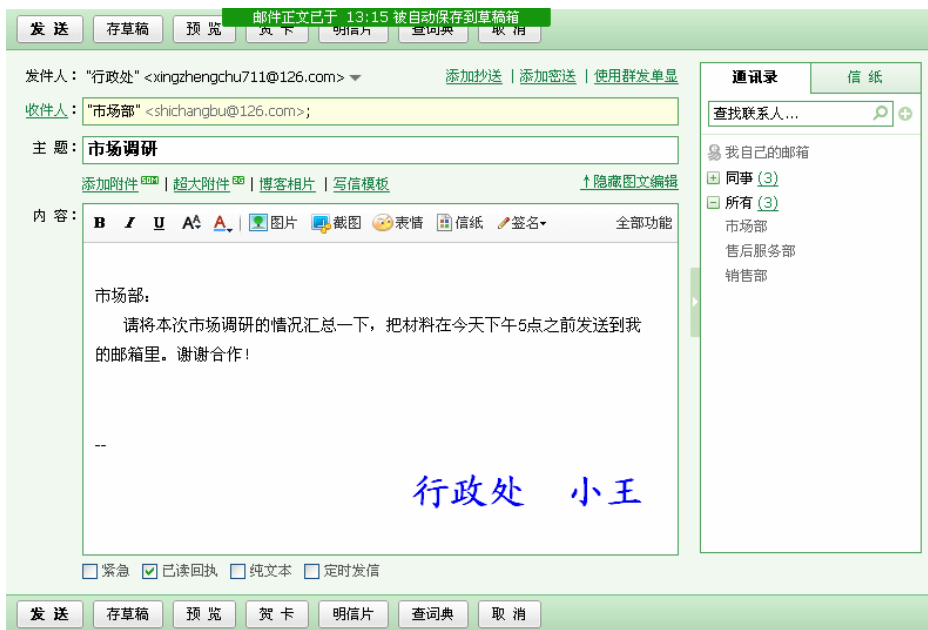 邮件正文已于 13:15 被自动保存到草稿箱
发 送 存草稿 预 览 贺 卡 明信片 查词典 取 消
发件人： "行政处" <xingzhengchu711@126.com> 添加抄送 | 添加密送 | 使用群发单显
收件人： "市场部" <shichangbu@126.com>;
主 题： 市场调研
添加附件 | 超大附件 2G | 博客相片 | 写信模板 ↑隐藏图文编辑
内 容： B I U A A 图片 截图 表情 信纸 签名 全部功能
市场部：
请将本次市场调研的情况汇总一下，把材料在今天下午5点之前发送到我
的邮箱里。谢谢合作！
--
行政处 小王
紧急 已读回执 纯文本 定时发信
通讯录 信 纸
查找联系人...
我自己的邮箱
同事 (3)
所有 (3)
市场部
售后服务部
销售部
发 送 存草稿 预 览 贺 卡 明信片 查词典 取 消